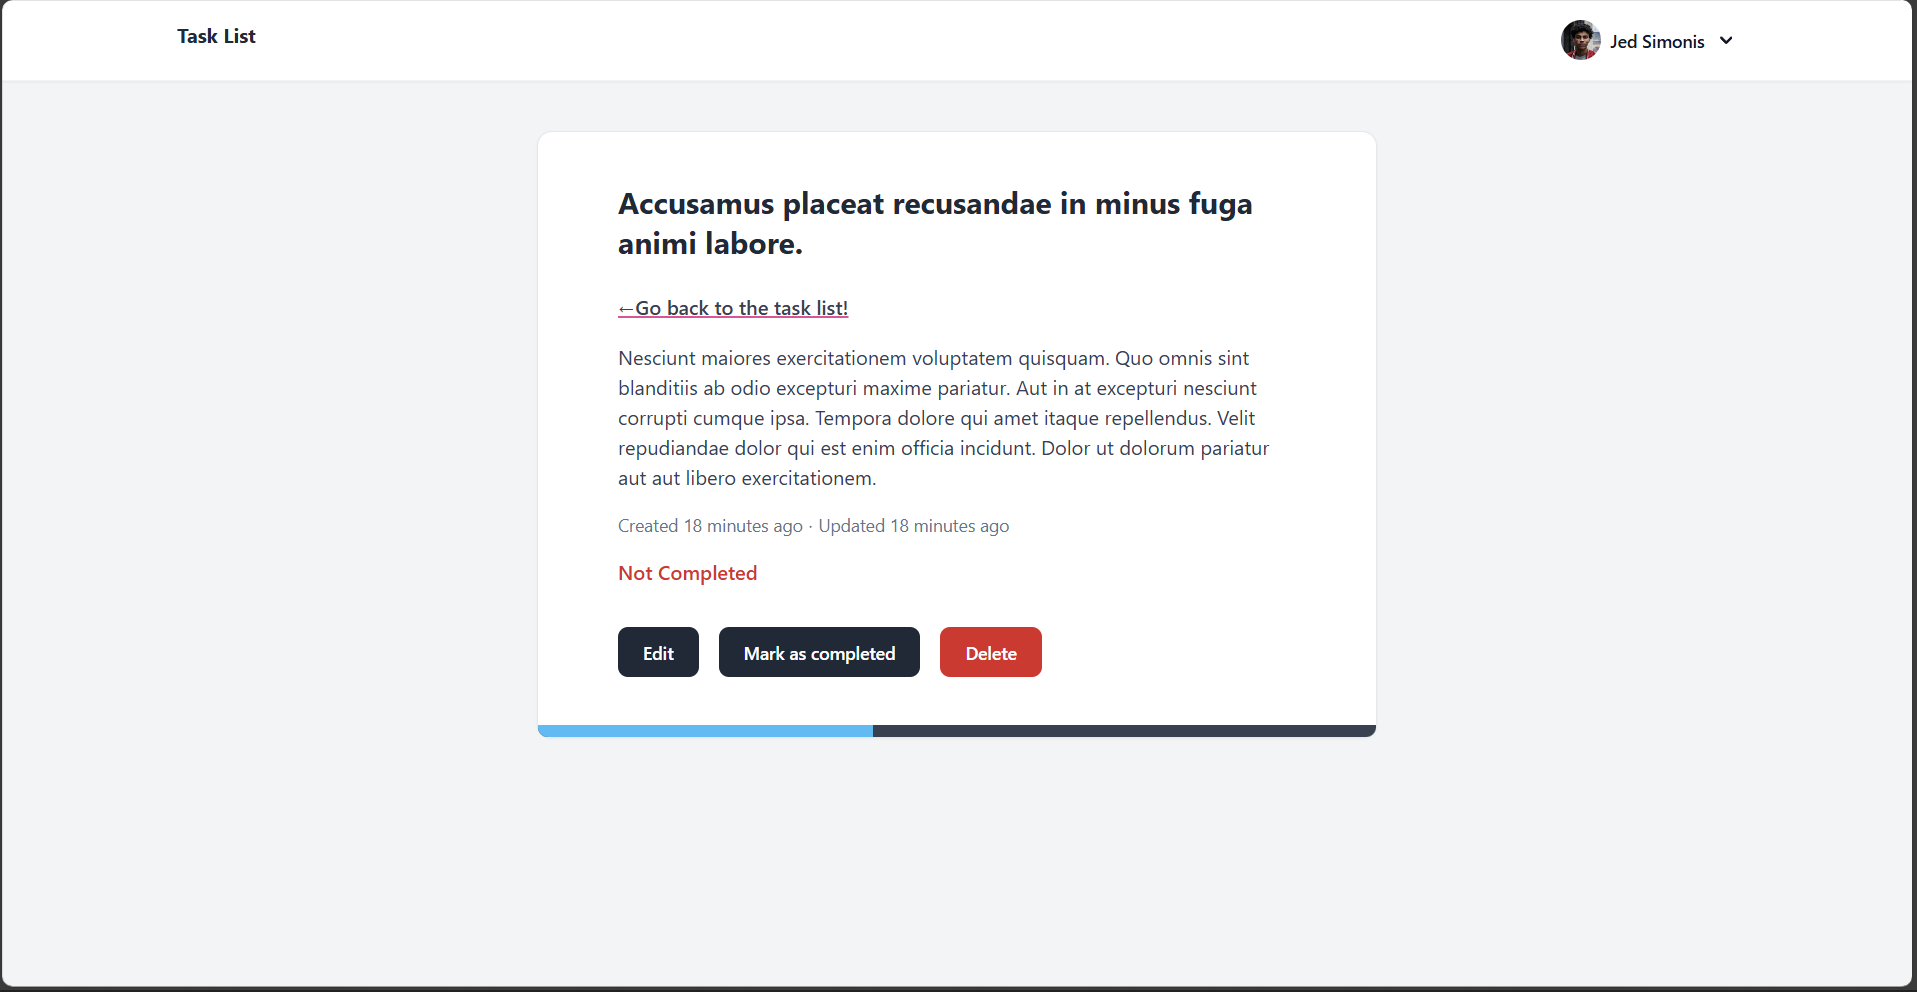 Task List
Jed Simonis
Accusamus placeat recusandae in minus fuga
animi labore.
←Go back to the task list!
Nesciunt maiores exercitationem voluptatem quisquam. Quo omnis sint
blanditiis ab odio excepturi maxime pariatur. Aut in at excepturi nesciunt
corrupti cumque ipsa. Tempora dolore qui amet itaque repellendus. Velit
repudiandae dolor qui est enim officia incidunt. Dolor ut dolorum pariatur
aut aut libero exercitationem.
Created 18 minutes ago · Updated 18 minutes ago
Not Completed
Edit
Mark as completed
Delete